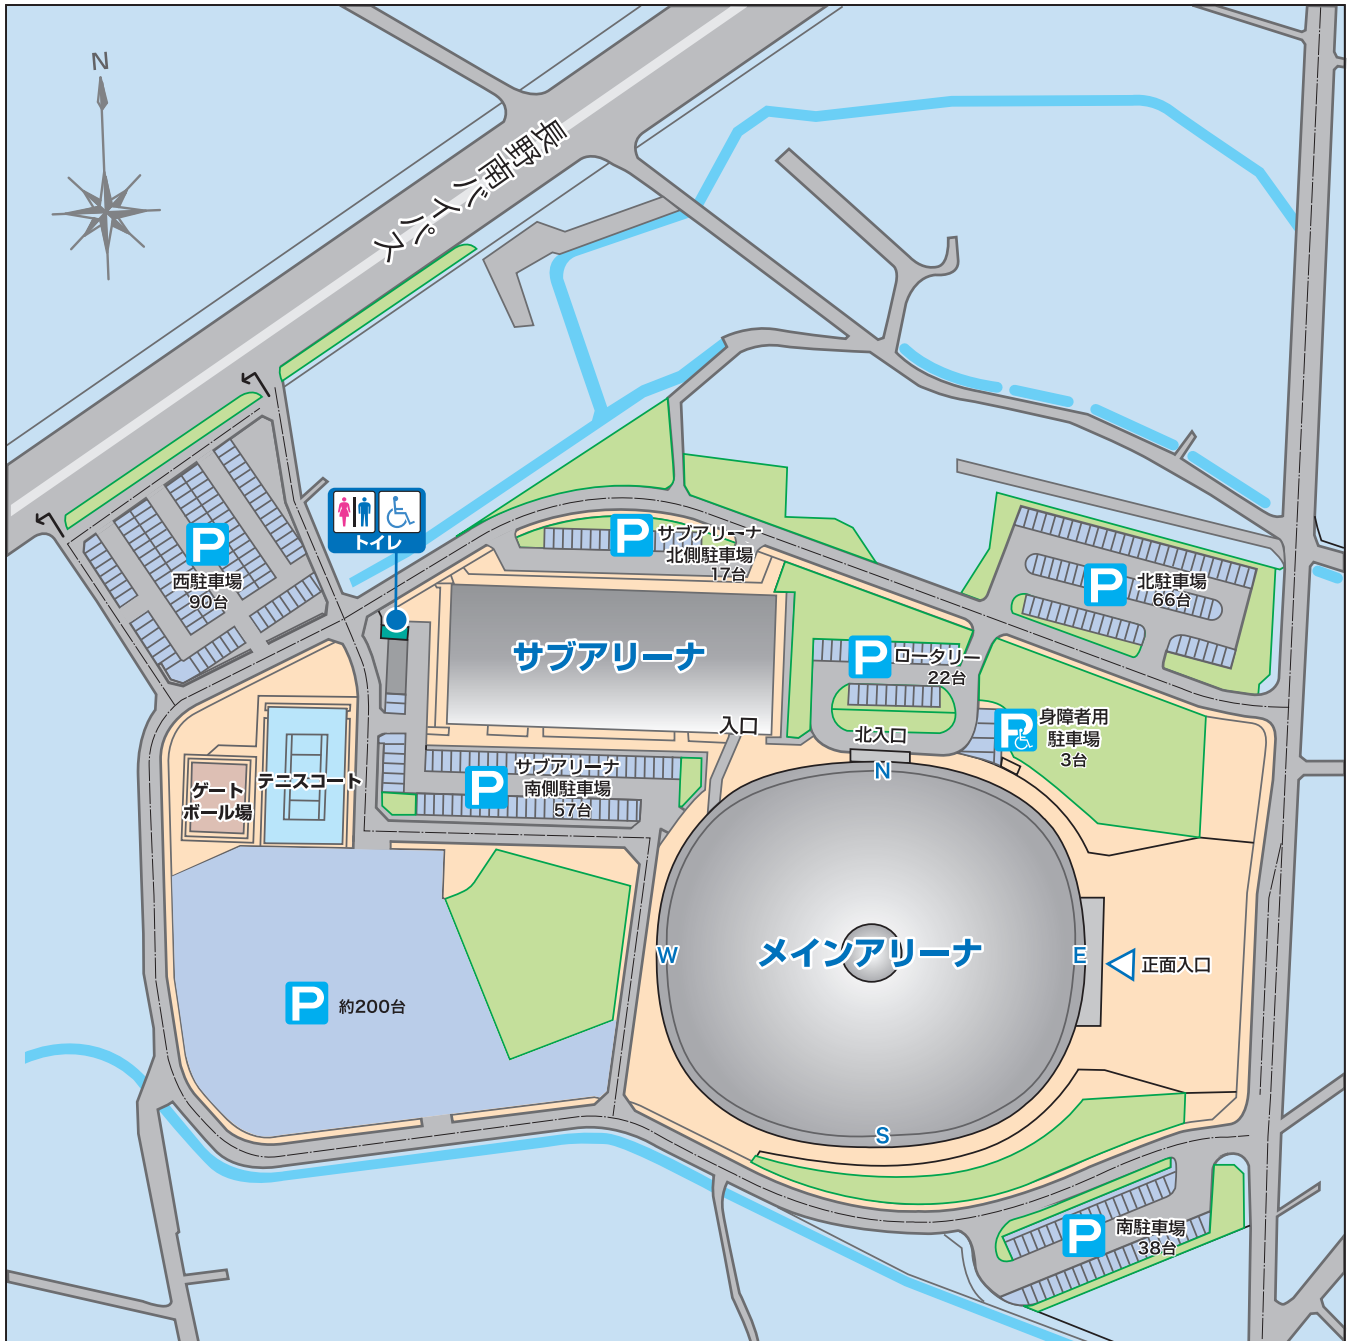 N
長野南バイパス
トイレ
P
西駐車場
90台
P
サブアリーナ
北側駐車場
17台
P
北駐車場
66台
サブアリーナ
P
ロータリー
22台
入口
北入口
N
P
身障者用
駐車場
3台
P
サブアリーナ
南側駐車場
57台
テニスコート
ゲート
ボール場
W
メインアリーナ
E
正面入口
P
約200台
S
P
南駐車場
38台